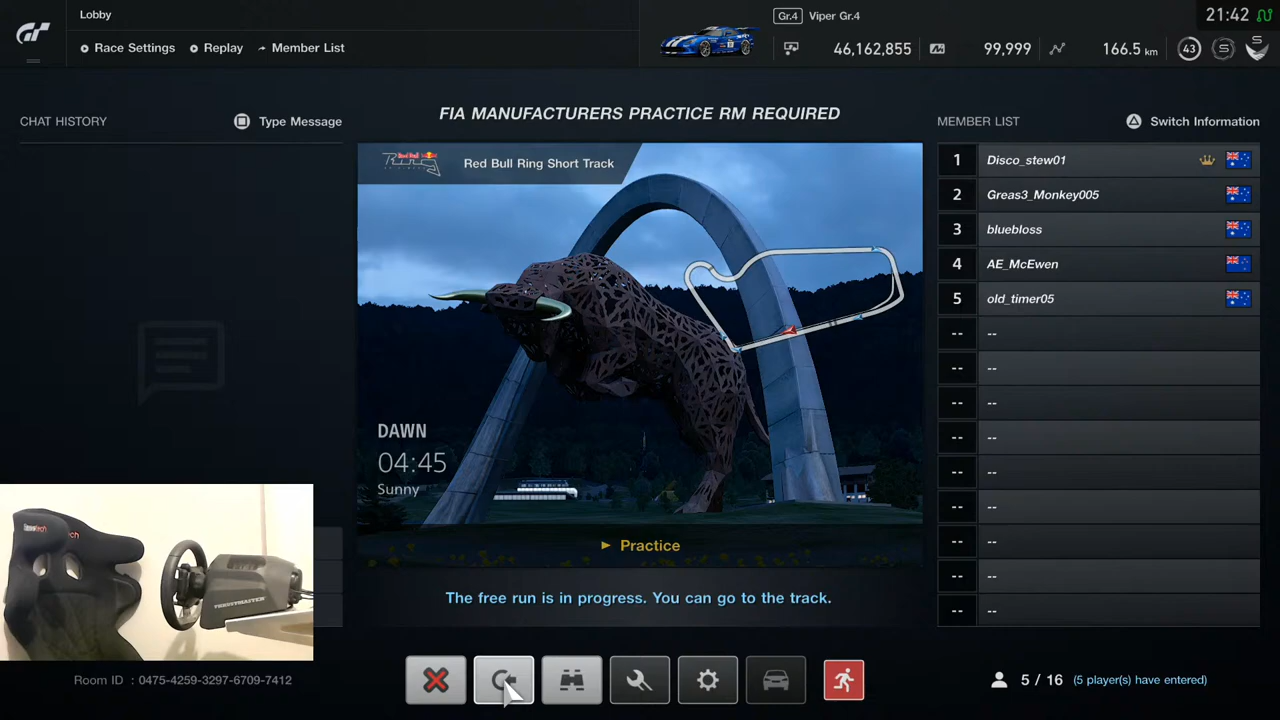 Lobby
Race Settings
Replay
Member List
Gr.4 Viper Gr.4
46,162,855
99,999
166.5 km
43
S
S
21:42
CHAT HISTORY
Type Message
FIA MANUFACTURERS PRACTICE RM REQUIRED
Red Bull Ring Short Track
DAWN
04:45
Sunny
Practice
The free run is in progress. You can go to the track.
MEMBER LIST
Switch Information
1 Disco_stew01
2 Greas3_Monkey005
3 bluebloss
4 AE_McEwen
5 old_timer05
-- --
-- --
-- --
-- --
-- --
-- --
-- --
-- --
-- --
THRUSTMASTER
Room ID : 0475-4259-3297-6709-7412
5 / 16 (5 player(s) have entered)